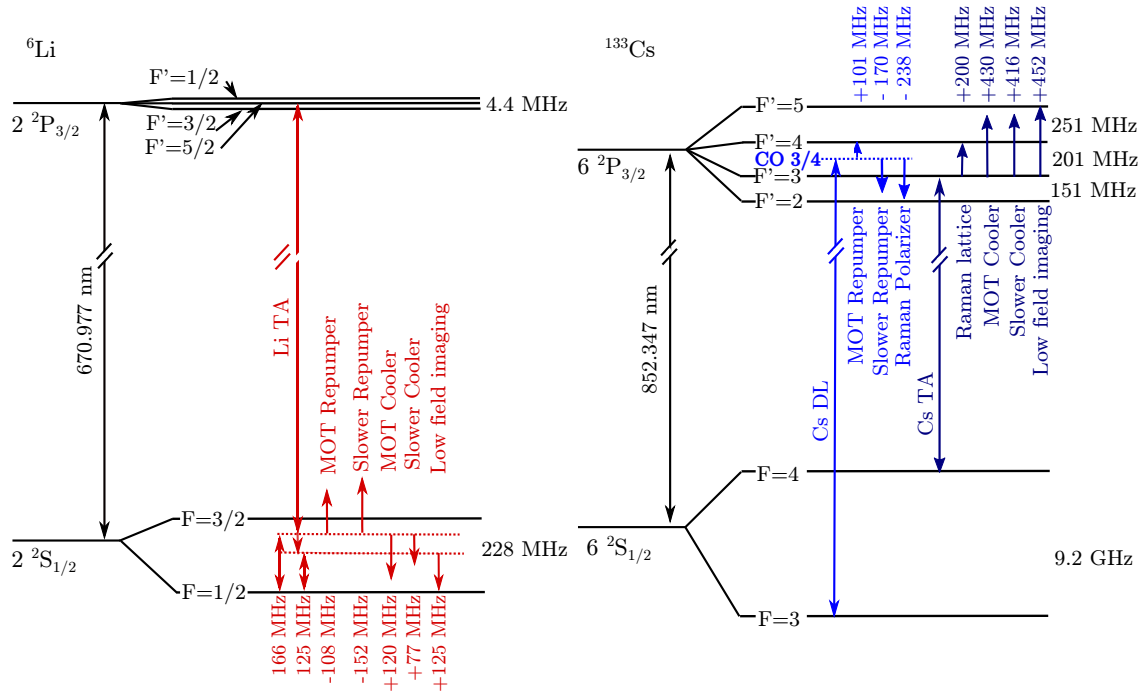 ⁶Li
F'=1/2
2 ²P₃/₂
F'=3/2
F'=5/2
4.4 MHz
670.977 nm
Li TA
MOT Repumper
Slower Repumper
MOT Cooler
Slower Cooler
Low field imaging
F=3/2
2 ²S₁/₂
228 MHz
F=1/2
166 MHz
125 MHz
-108 MHz
-152 MHz
+120 MHz
+77 MHz
+125 MHz
¹³³Cs
+101 MHz
- 170 MHz
- 238 MHz
+200 MHz
+430 MHz
+416 MHz
+452 MHz
F'=5
251 MHz
F'=4
CO 3/4
6 ²P₃/₂
201 MHz
F'=3
151 MHz
F'=2
852.347 nm
Cs DL
MOT Repumper
Slower Repumper
Raman Polarizer
Cs TA
Raman lattice
MOT Cooler
Slower Cooler
Low field imaging
F=4
6 ²S₁/₂
9.2 GHz
F=3